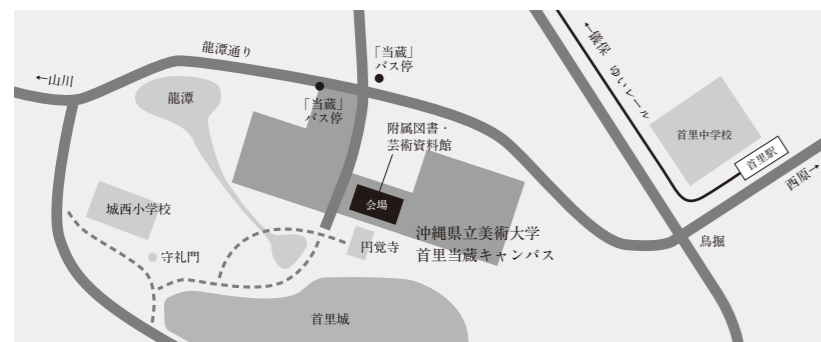 龍潭通り
←山川
龍潭
「当蔵」
バス停
「当蔵」
バス停
←儀保
ゆいレール
首里中学校
首里駅
西原→
附属図書・
芸術資料館
会場
城西小学校
守礼門
円覚寺
沖縄県立美術大学
首里当蔵キャンパス
鳥掘
首里城